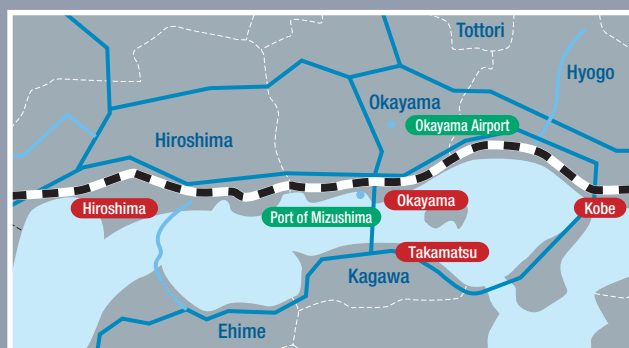 Tottori
Hyogo
Okayama
Okayama Airport
Hiroshima
Okayama
Hiroshima
Port of Mizushima
Kobe
Takamatsu
Kagawa
Ehime